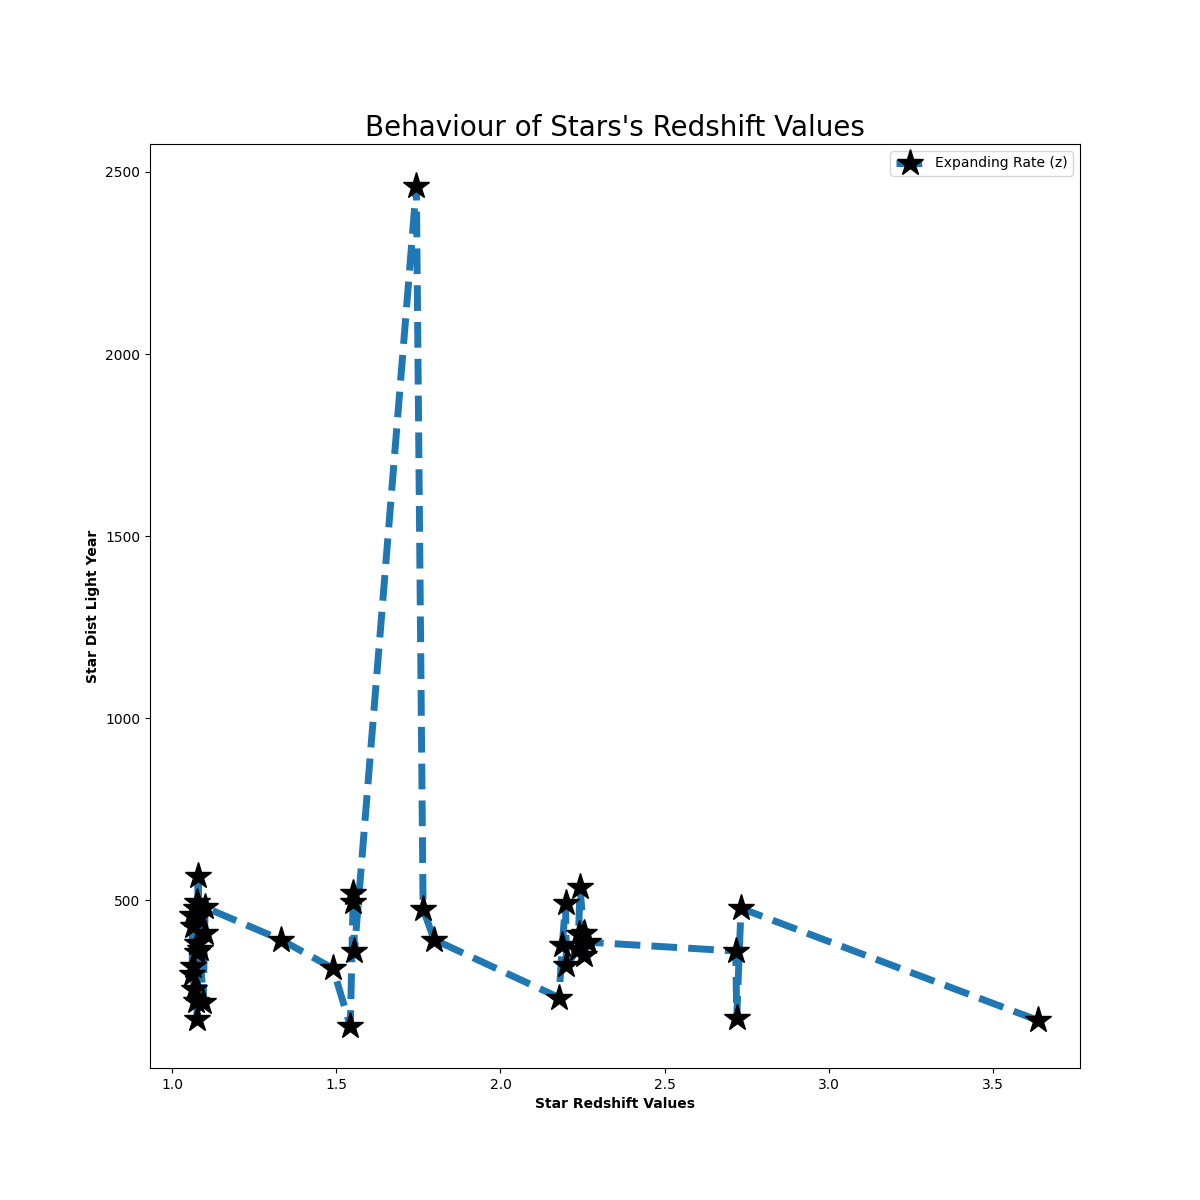 Behaviour of Stars's Redshift Values
Expanding Rate (z)
2500
2000
1500
1000
500
Star Dist Light Year
1.0 1.5 2.0 2.5 3.0 3.5
Star Redshift Values